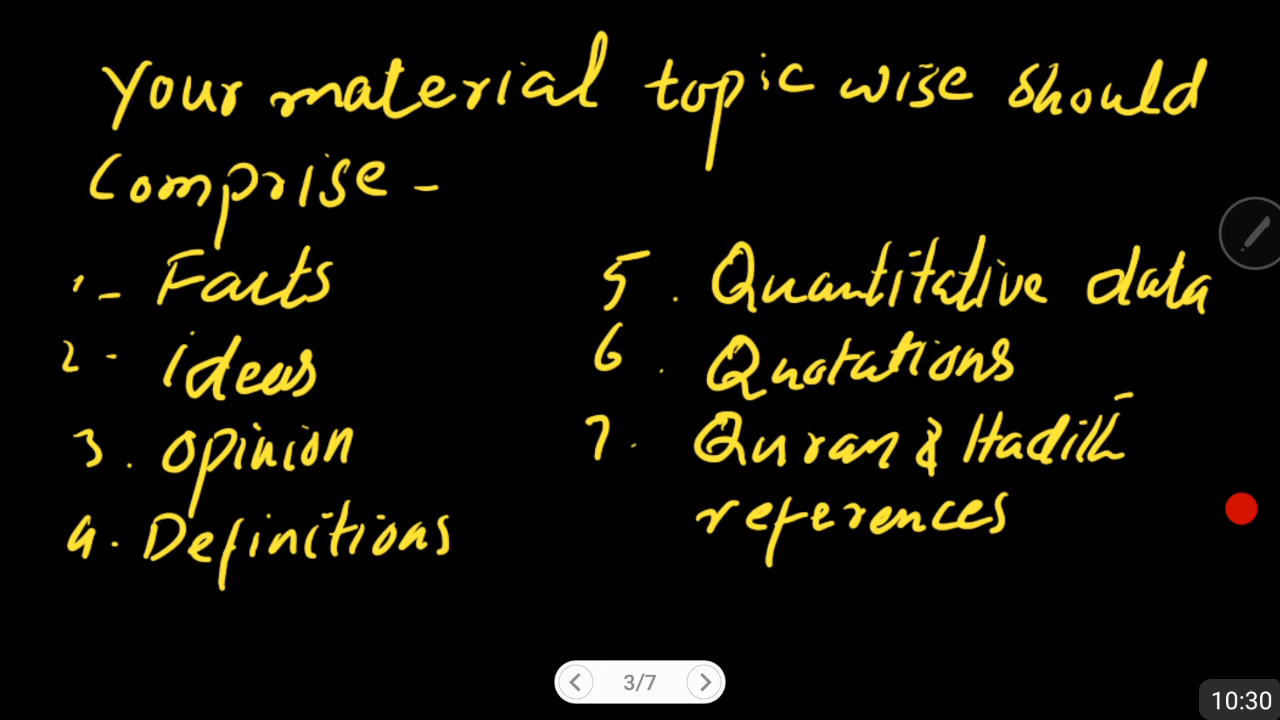 Your material topic wise should
Comprise -
1 - Facts
2 - ideas
3 . opinion
4 . Definitions
5 . Quantitative data
6 . Quotations
7 . Quran & Hadith
references
3/7
10:30